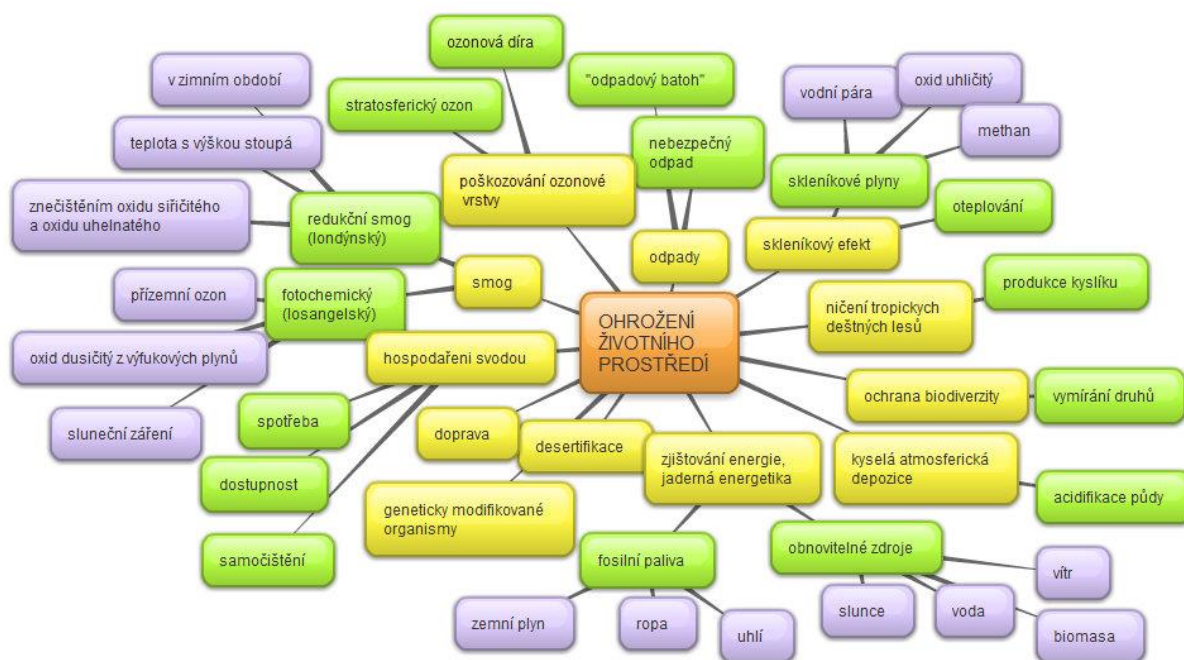 ozonová díra
v zimním období
"odpadový batoh"
oxid uhličitý
vodní pára
stratosferický ozon
teplota s výškou stoupá
nebezpečný
odpad
methan
poškozování ozonové
vrstvy
skleníkové plyny
znečištěním oxidu siřičitého
a oxidu uhelnatého
redukční smog
(londýnský)
oteplování
odpady
skleníkový efekt
smog
přízemní ozon
fotochemický
(losangelský)
produkce kyslíku
OHROŽENÍ
ŽIVOTNÍHO
PROSTŘEDÍ
ničení tropickych
deštných lesů
oxid dusičitý z výfukových plynů
hospodařeni svodou
ochrana biodiverzity
vymírání druhů
spotřeba
sluneční záření
doprava
desertifikace
zjištování energie,
jaderná energetika
kyselá atmosferická
depozice
dostupnost
acidifikace půdy
geneticky modifikované
organismy
samočištění
fosilní paliva
obnovitelné zdroje
vítr
zemní plyn
ropa
uhlí
slunce
voda
biomasa